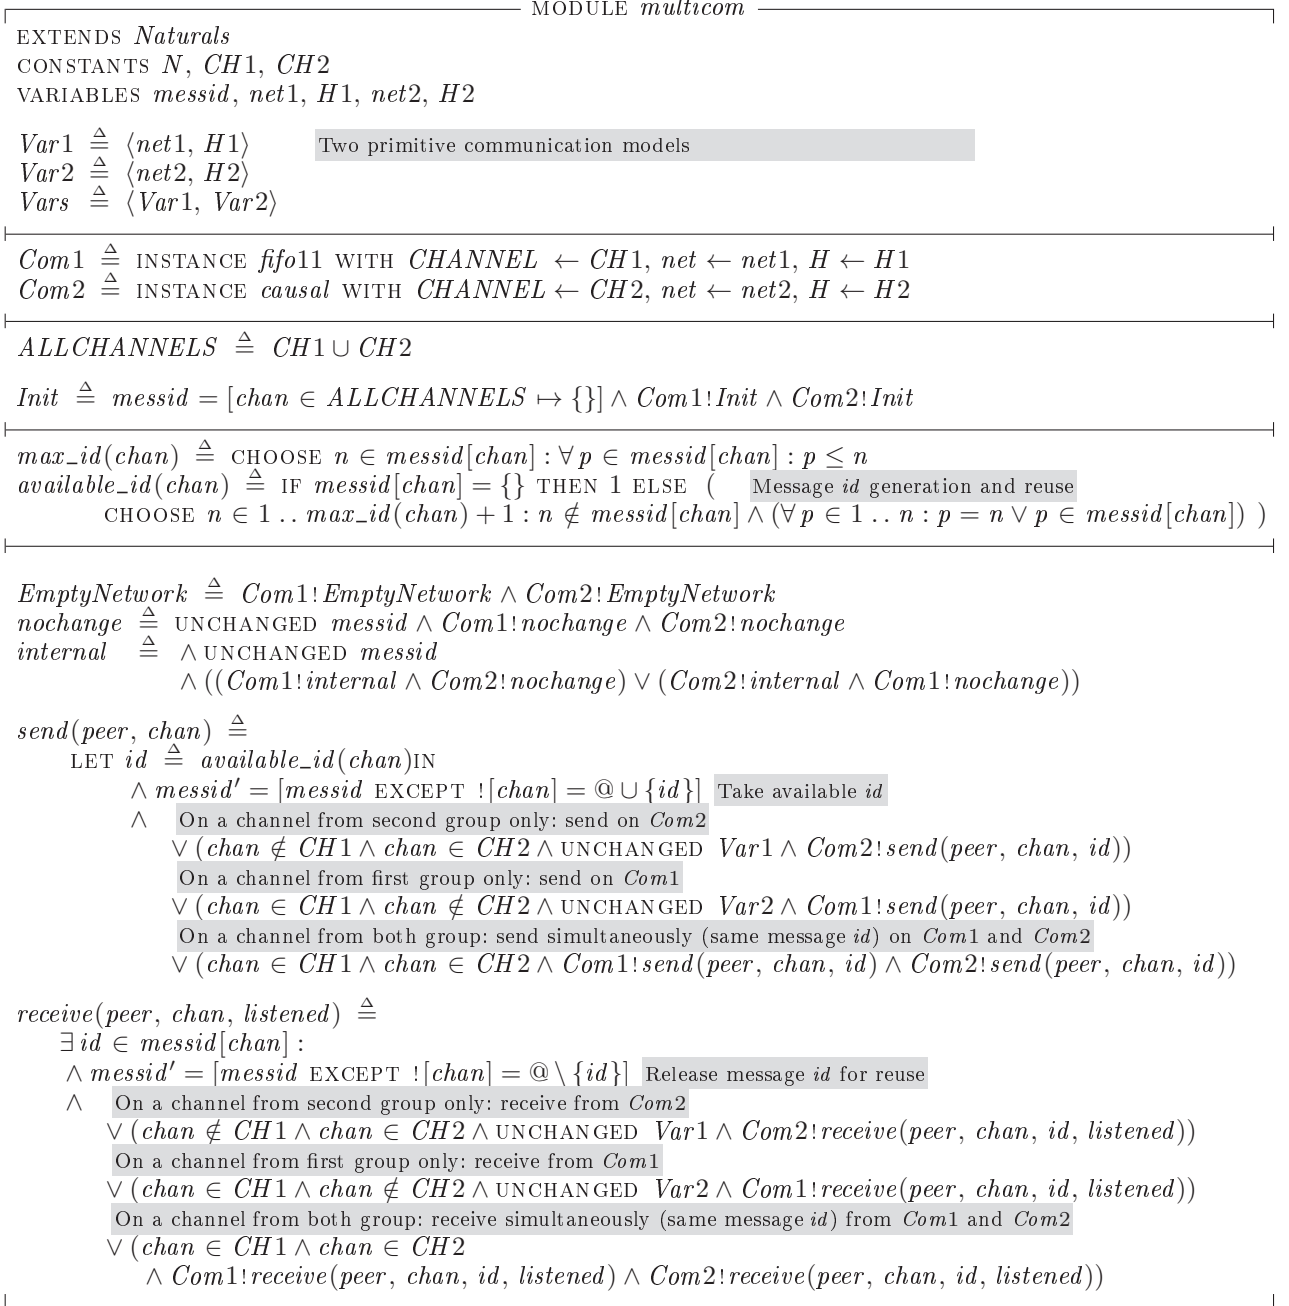 MODULE multicom
EXTENDS Naturals
CONSTANTS N, CH1, CH2
VARIABLES messid, net1, H1, net2, H2
Var1 ≜ ⟨net1, H1⟩ Two primitive communication models
Var2 ≜ ⟨net2, H2⟩
Vars ≜ ⟨Var1, Var2⟩
Com1 ≜ INSTANCE fifo11 WITH CHANNEL ← CH1, net ← net1, H ← H1
Com2 ≜ INSTANCE causal WITH CHANNEL ← CH2, net ← net2, H ← H2
ALLCHANNELS ≜ CH1 ∪ CH2
Init ≜ messid = [chan ∈ ALLCHANNELS ↦ {}] ∧ Com1!Init ∧ Com2!Init
max_id(chan) ≜ CHOOSE n ∈ messid[chan] : ∀ p ∈ messid[chan] : p ≤ n
available_id(chan) ≜ IF messid[chan] = {} THEN 1 ELSE ( Message id generation and reuse
CHOOSE n ∈ 1 .. max_id(chan) + 1 : n ∉ messid[chan] ∧ (∀ p ∈ 1 .. n : p = n ∨ p ∈ messid[chan]) )
EmptyNetwork ≜ Com1!EmptyNetwork ∧ Com2!EmptyNetwork
nochange ≜ UNCHANGED messid ∧ Com1!nochange ∧ Com2!nochange
internal ≜ ∧ UNCHANGED messid
∧ ((Com1!internal ∧ Com2!nochange) ∨ (Com2!internal ∧ Com1!nochange))
send(peer, chan) ≜
LET id ≜ available_id(chan)IN
∧ messid′ = [messid EXCEPT ![chan] = @ ∪ {id}] Take available id
∧ On a channel from second group only: send on Com2
∨ (chan ∉ CH1 ∧ chan ∈ CH2 ∧ UNCHANGED Var1 ∧ Com2!send(peer, chan, id))
On a channel from first group only: send on Com1
∨ (chan ∈ CH1 ∧ chan ∉ CH2 ∧ UNCHANGED Var2 ∧ Com1!send(peer, chan, id))
On a channel from both group: send simultaneously (same message id) on Com1 and Com2
∨ (chan ∈ CH1 ∧ chan ∈ CH2 ∧ Com1!send(peer, chan, id) ∧ Com2!send(peer, chan, id))
receive(peer, chan, listened) ≜
∃ id ∈ messid[chan] :
∧ messid′ = [messid EXCEPT ![chan] = @ \ {id}] Release message id for reuse
∧ On a channel from second group only: receive from Com2
∨ (chan ∉ CH1 ∧ chan ∈ CH2 ∧ UNCHANGED Var1 ∧ Com2!receive(peer, chan, id, listened))
On a channel from first group only: receive from Com1
∨ (chan ∈ CH1 ∧ chan ∉ CH2 ∧ UNCHANGED Var2 ∧ Com1!receive(peer, chan, id, listened))
On a channel from both group: receive simultaneously (same message id) from Com1 and Com2
∨ (chan ∈ CH1 ∧ chan ∈ CH2
∧ Com1!receive(peer, chan, id, listened) ∧ Com2!receive(peer, chan, id, listened))